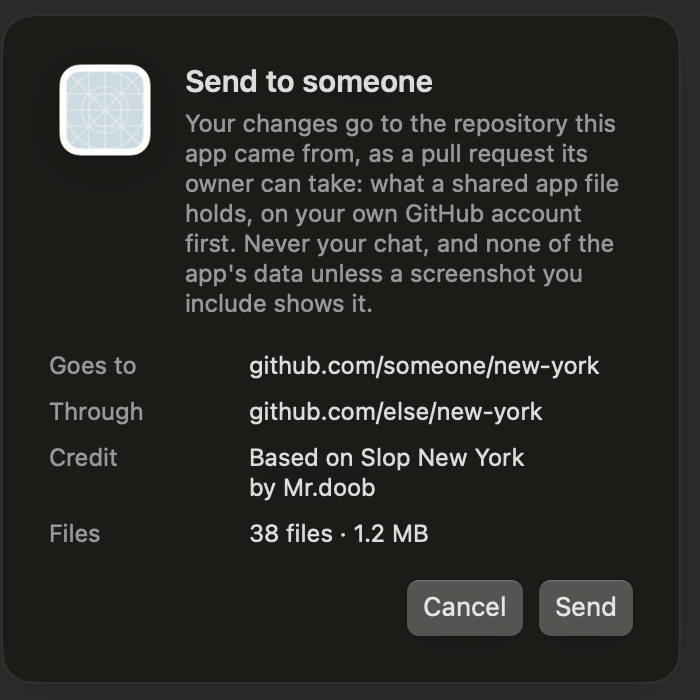 Send to someone
Your changes go to the repository this
app came from, as a pull request its
owner can take: what a shared app file
holds, on your own GitHub account
first. Never your chat, and none of the
app's data unless a screenshot you
include shows it.
Goes to github.com/someone/new-york
Through github.com/else/new-york
Credit Based on Slop New York
by Mr.doob
Files 38 files · 1.2 MB
Cancel Send